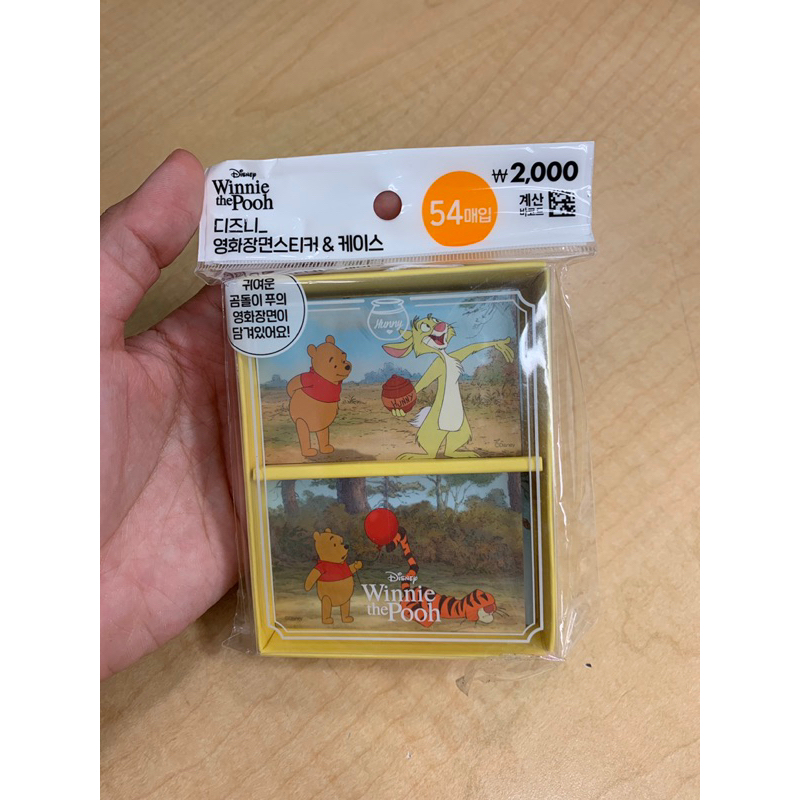 Disney
Winnie
the Pooh
디즈니_
영화장면스티커 & 케이스
54매입
₩2,000
계산
바코드
귀여운
곰돌이 푸의
영화장면이
담겨있어요!
Hunny
HUNNY
©Disney
Disney
Winnie
the Pooh
©Disney